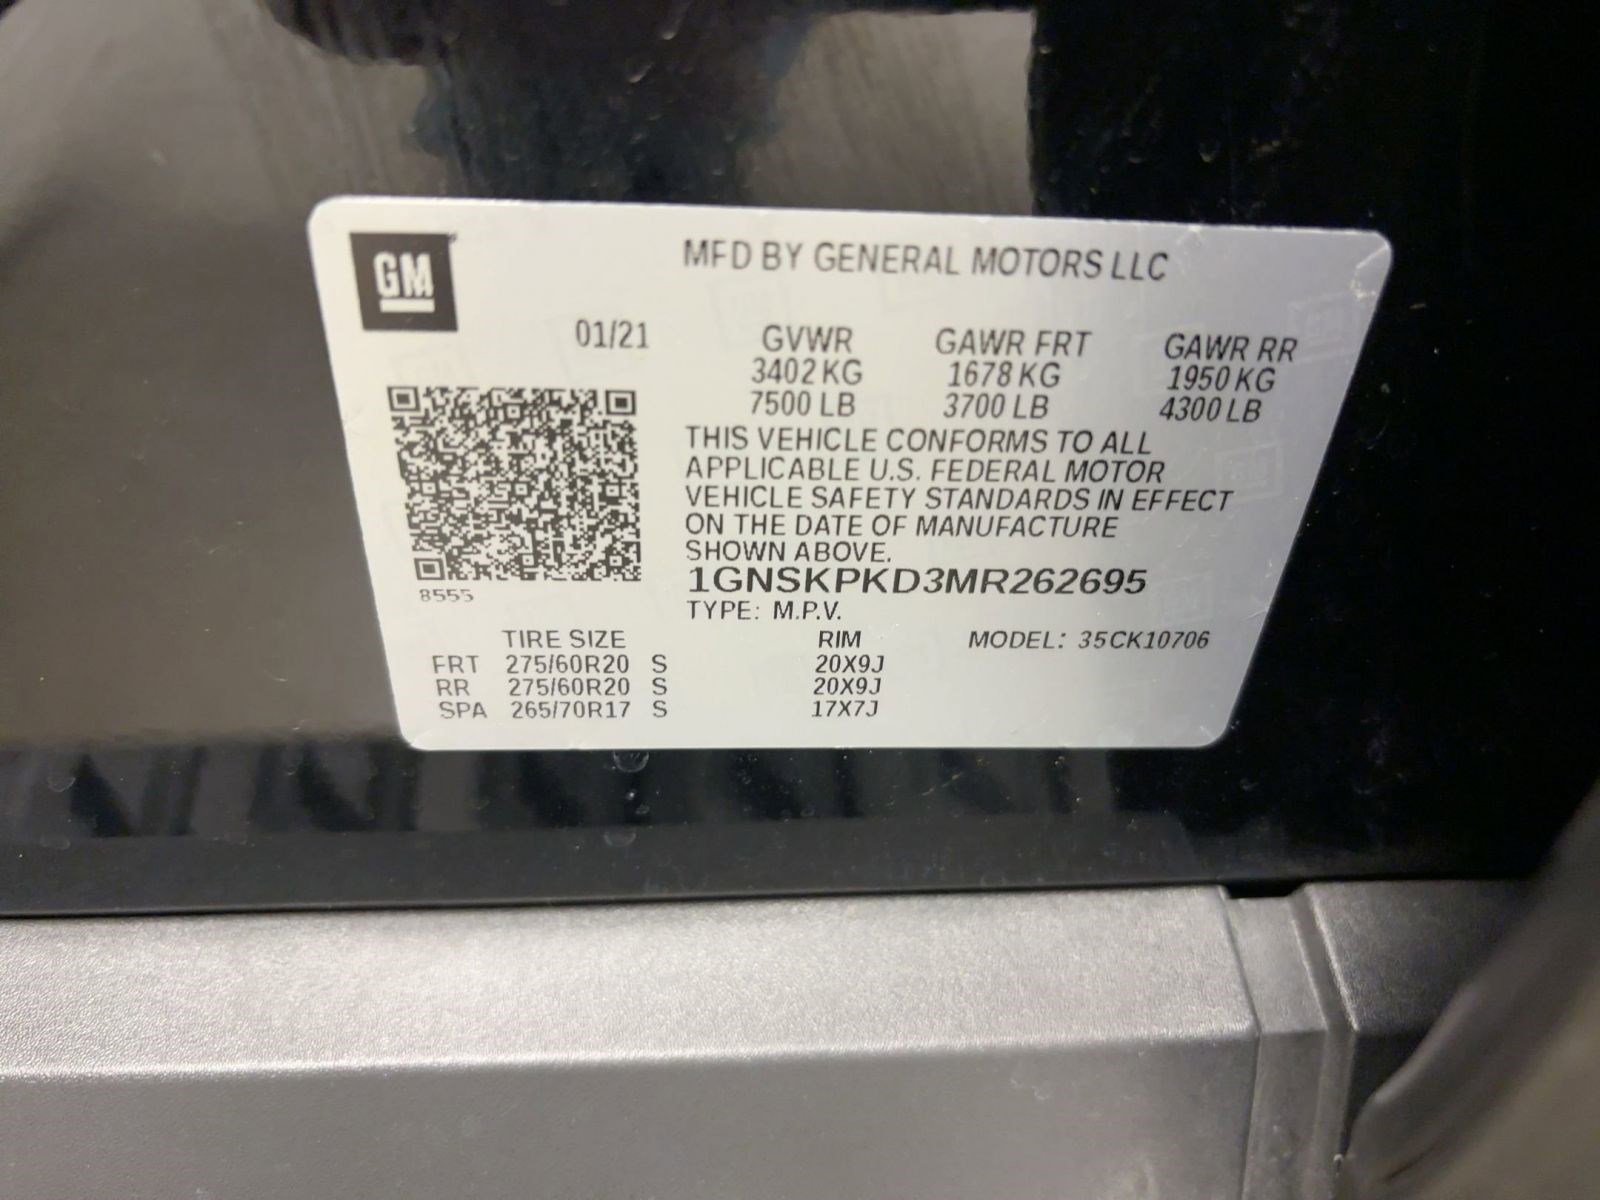 GM
MFD BY GENERAL MOTORS LLC
01/21
GVWR GAWR FRT GAWR RR
3402 KG 1678 KG 1950 KG
7500 LB 3700 LB 4300 LB
THIS VEHICLE CONFORMS TO ALL
APPLICABLE U.S. FEDERAL MOTOR
VEHICLE SAFETY STANDARDS IN EFFECT
ON THE DATE OF MANUFACTURE
SHOWN ABOVE.
1GNSKPKD3MR262695
8555
TYPE: M.P.V.
TIRE SIZE RIM MODEL: 35CK10706
FRT 275/60R20 S 20X9J
RR 275/60R20 S 20X9J
SPA 265/70R17 S 17X7J